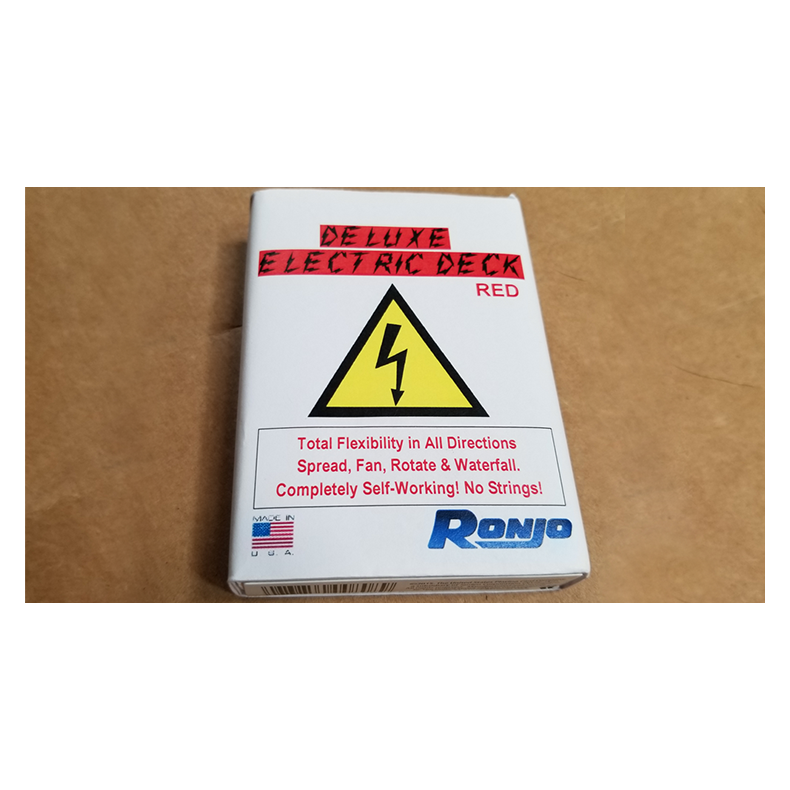 DELUXE
ELECTRIC DECK
RED
Total Flexibility in All Directions
Spread, Fan, Rotate & Waterfall.
Completely Self-Working! No Strings!
MADE IN
U. S. A.
RONJO